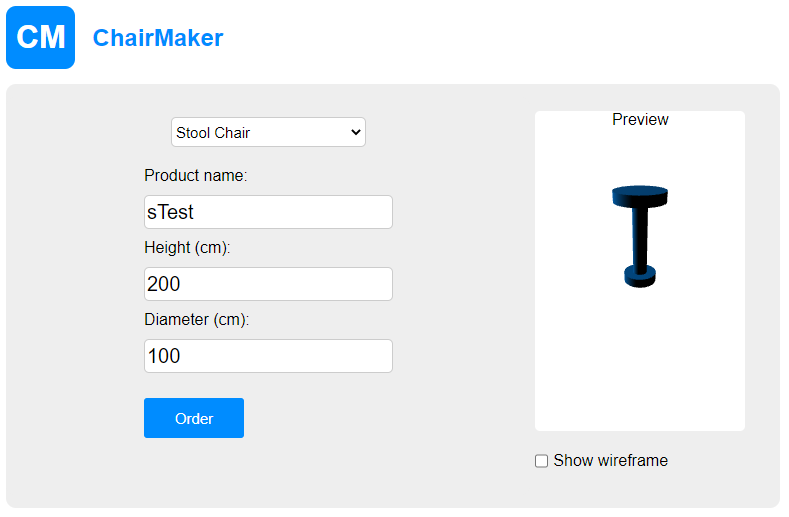 CM
ChairMaker
Stool Chair
Product name:
sTest
Height (cm):
200
Diameter (cm):
100
Order
Preview
Show wireframe